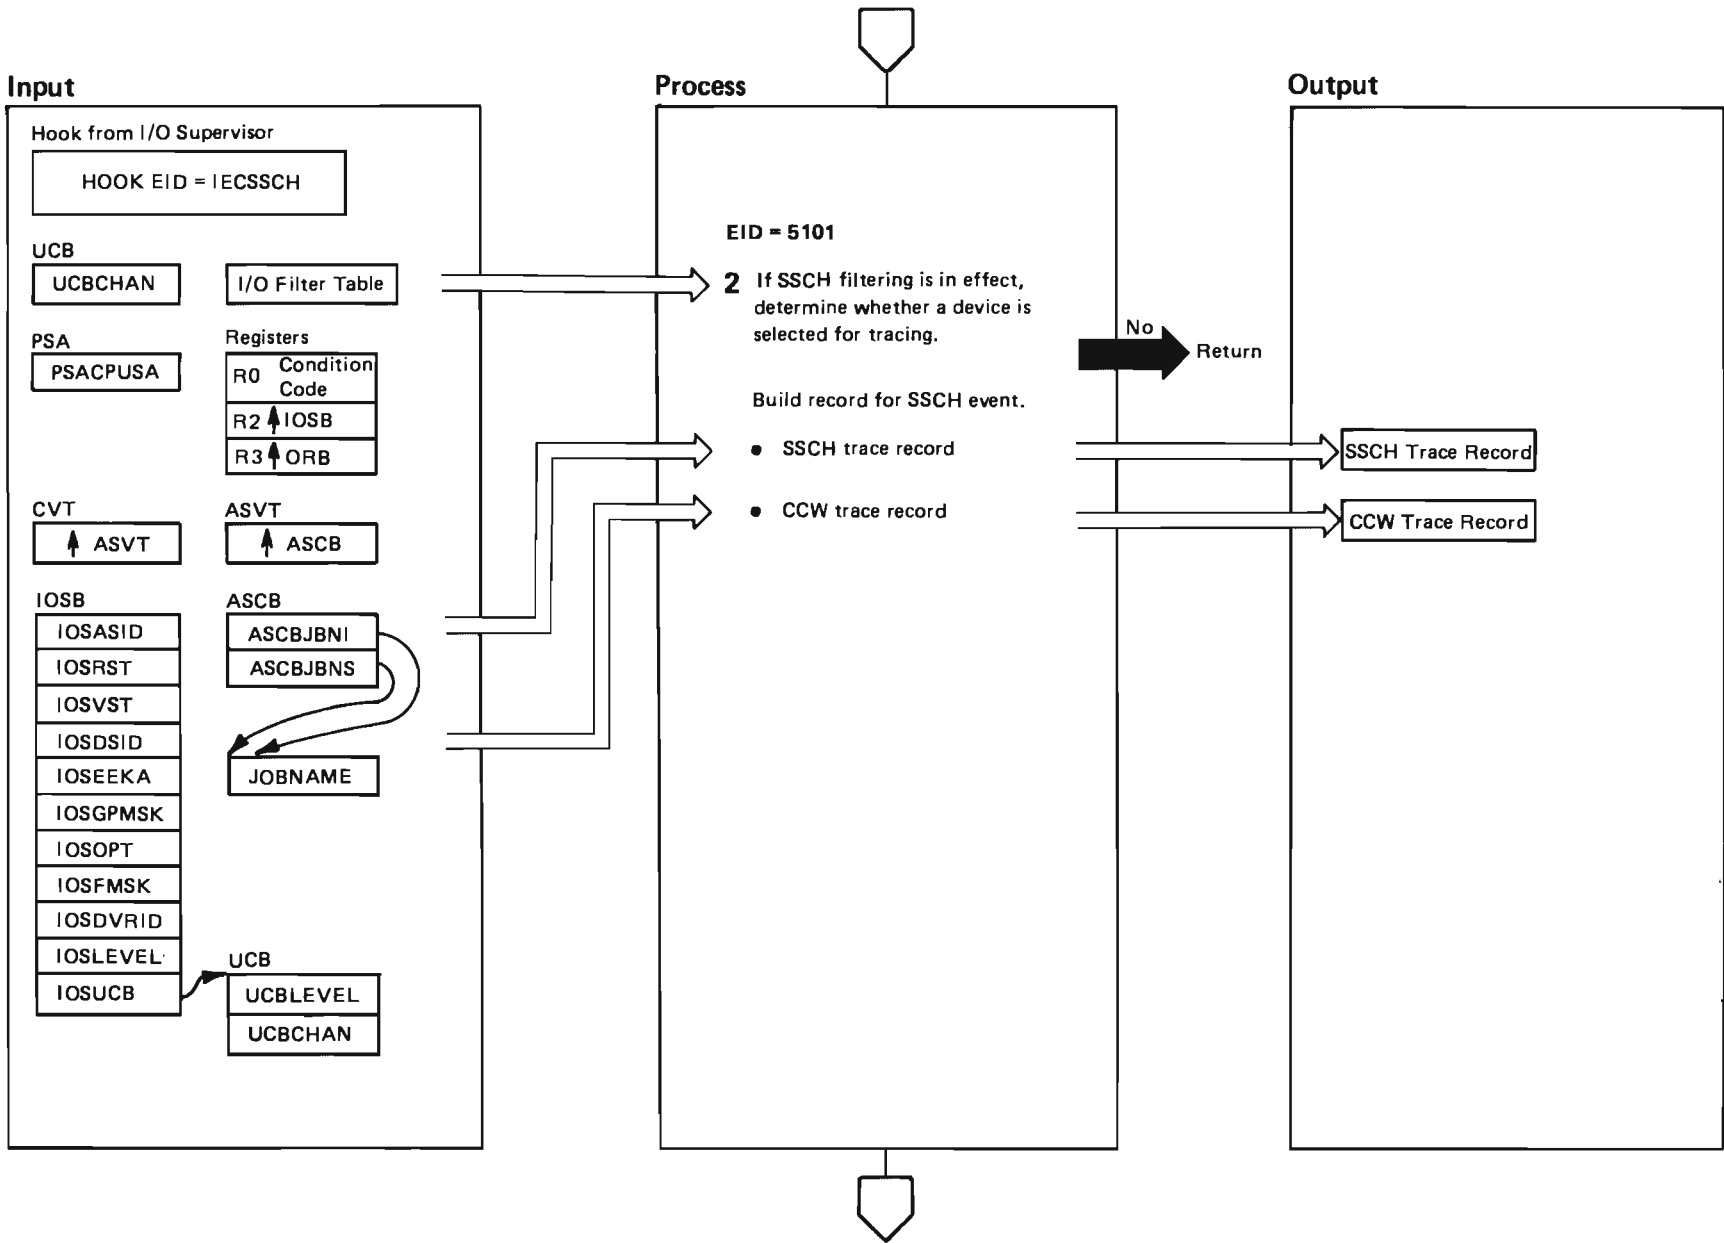 Input
Hook from I/O Supervisor
HOOK EID = IECSSCH
UCB
UCBCHAN
I/O Filter Table
PSA
PSACPUSA
Registers
R0 Condition
Code
R2 IOSB
R3 ORB
CVT
ASVT
ASVT
ASCB
IOSB
IOSASID
IOSRST
IOSVST
IOSDSID
IOSEEKA
IOSGPMSK
IOSOPT
IOSFMSK
IOSDVRID
IOSLEVEL
IOSUCB
ASCB
ASCBJBNI
ASCBJBNS
JOBNAME
UCB
UCBLEVEL
UCBCHAN
Process
EID = 5101
2 If SSCH filtering is in effect,
determine whether a device is
selected for tracing.
No
Return
Build record for SSCH event.
• SSCH trace record
• CCW trace record
Output
SSCH Trace Record
CCW Trace Record